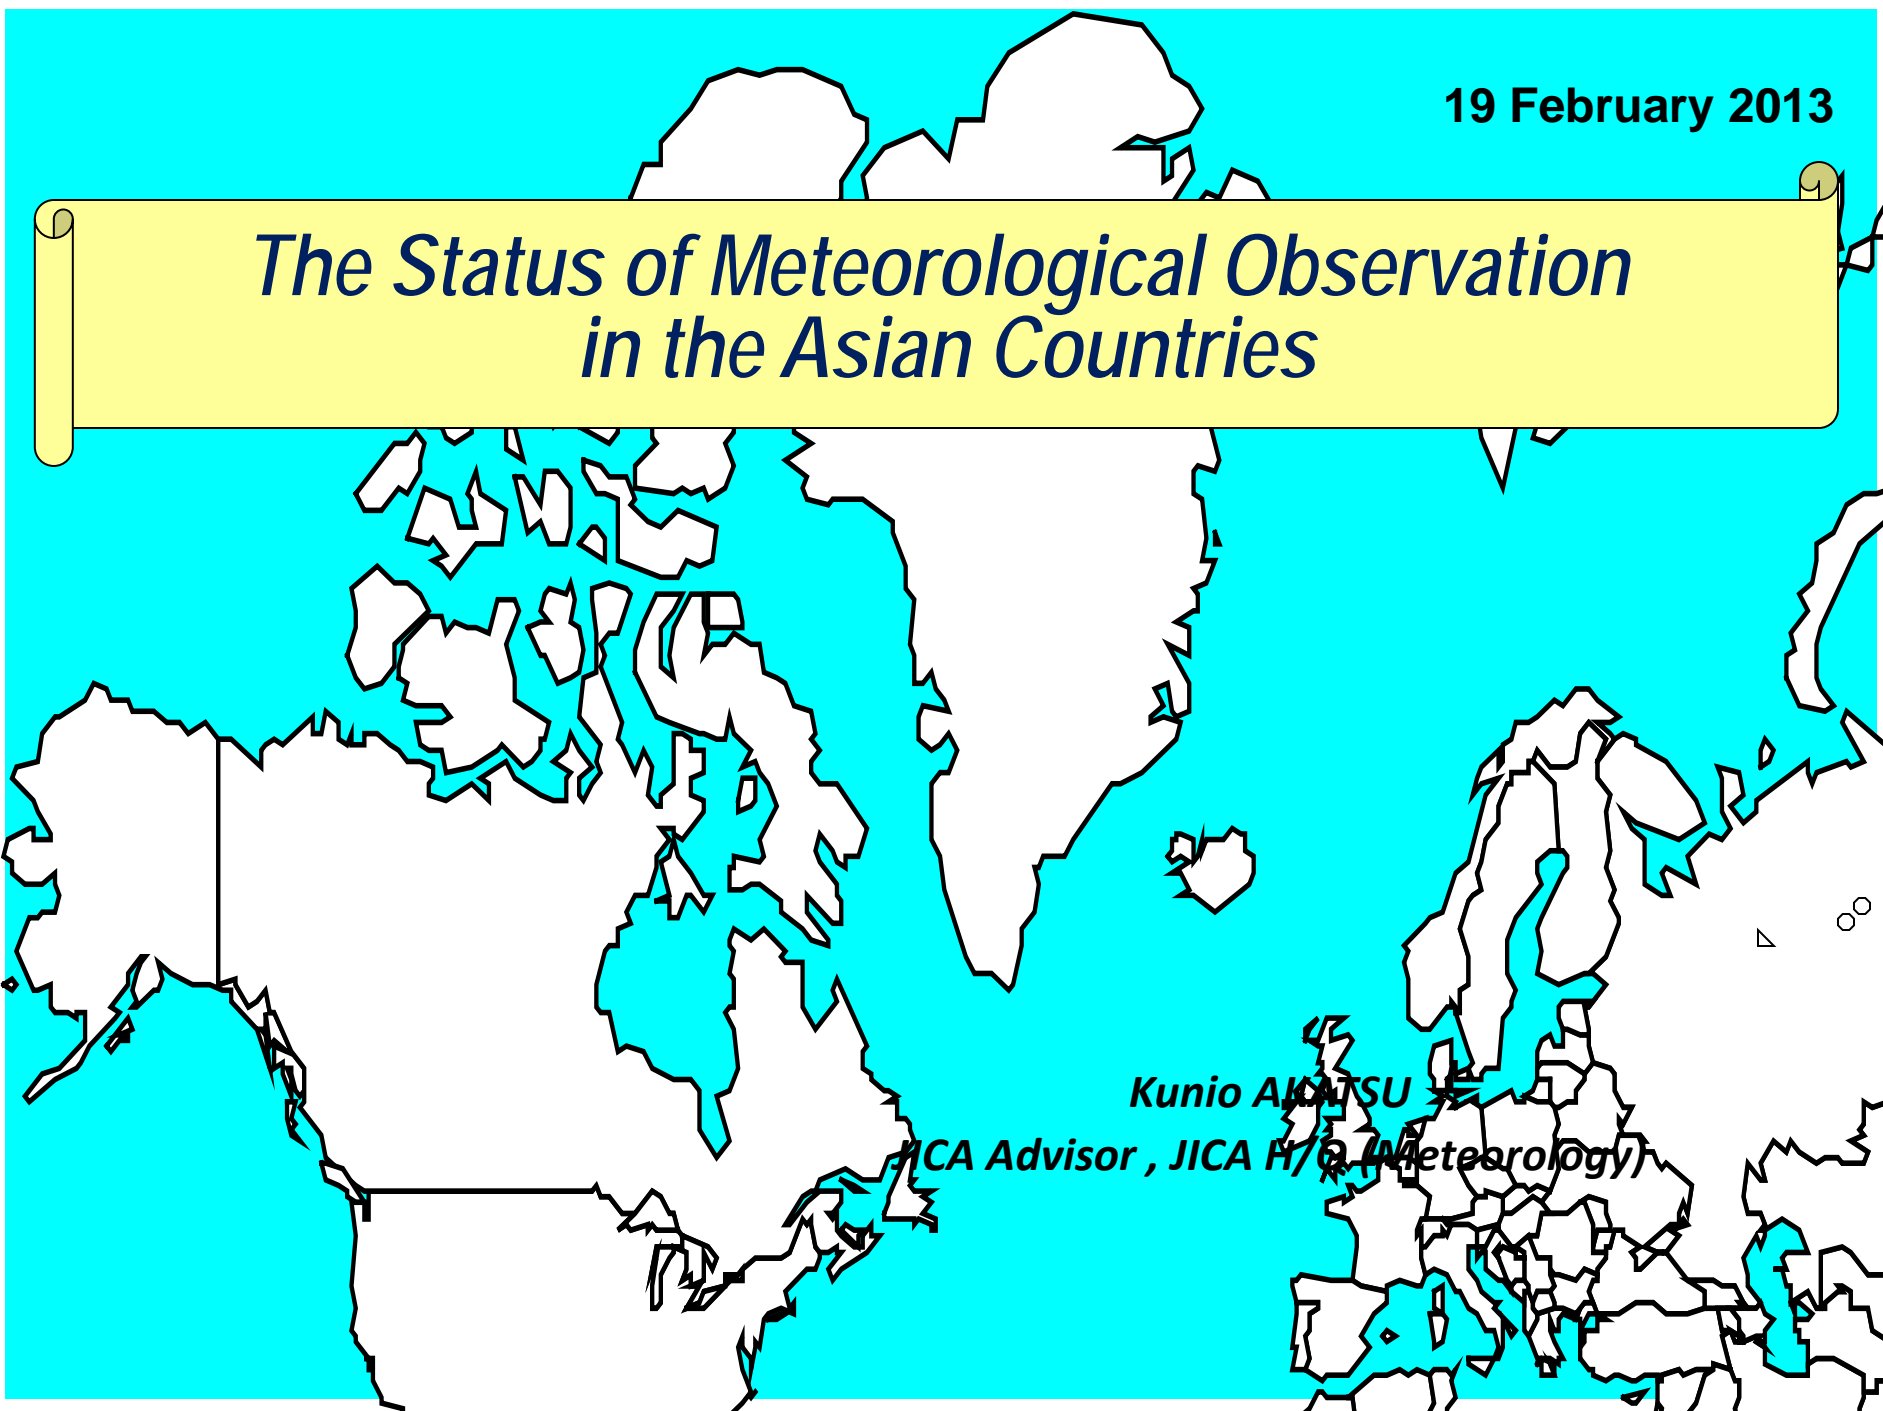 19 February 2013
The Status of Meteorological Observation
in the Asian Countries
Kunio AKATSU
JICA Advisor , JICA H/Q (Meteorology)